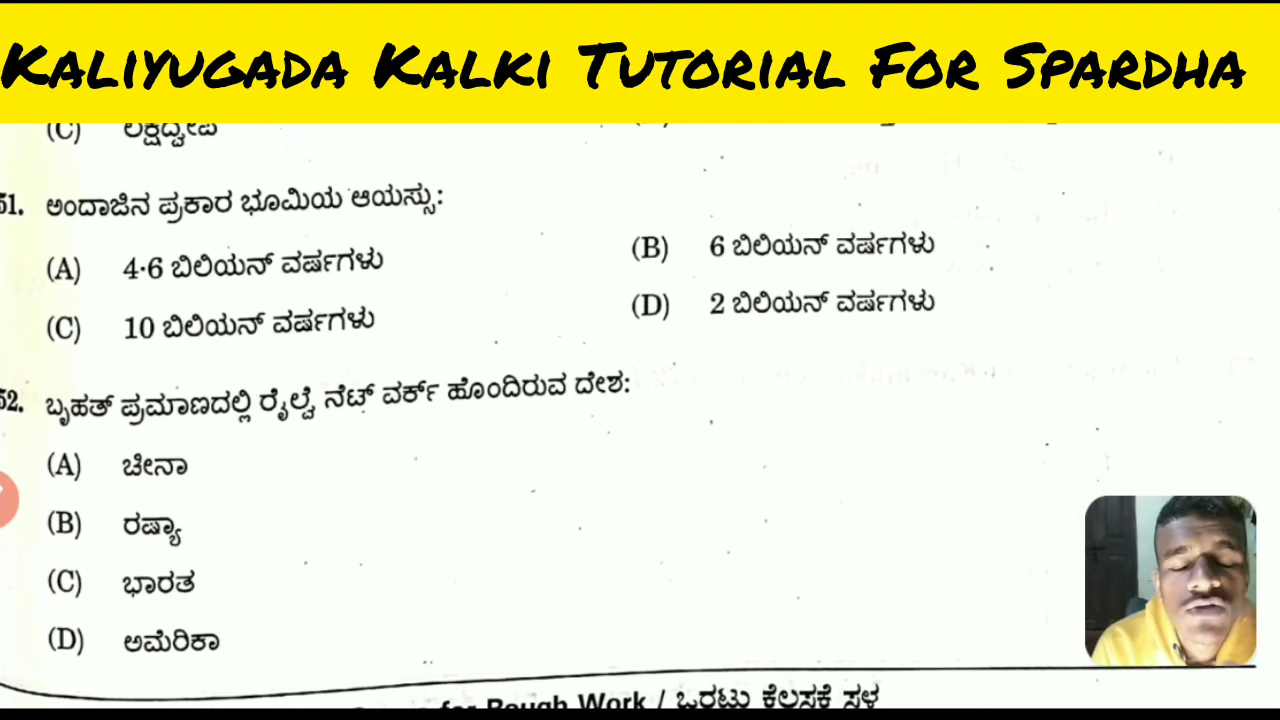 KALIYUGADA KALKI TUTORIAL FOR SPARDHA
(C) ಲಕ್ಷದ್ವೀಪ
51. ಅಂದಾಜಿನ ಪ್ರಕಾರ ಭೂಮಿಯ ಆಯಸ್ಸು:
(A) 4·6 ಬಿಲಿಯನ್ ವರ್ಷಗಳು (B) 6 ಬಿಲಿಯನ್ ವರ್ಷಗಳು
(C) 10 ಬಿಲಿಯನ್ ವರ್ಷಗಳು (D) 2 ಬಿಲಿಯನ್ ವರ್ಷಗಳು
52. ಬೃಹತ್ ಪ್ರಮಾಣದಲ್ಲಿ ರೈಲ್ವೆ ನೆಟ್ ವರ್ಕ್ ಹೊಂದಿರುವ ದೇಶ:
(A) ಚೀನಾ
(B) ರಷ್ಯಾ
(C) ಭಾರತ
(D) ಅಮೆರಿಕಾ
for Rough Work / ಒರಟು ಕೆಲಸಕ್ಕೆ ಸ್ಥಳ